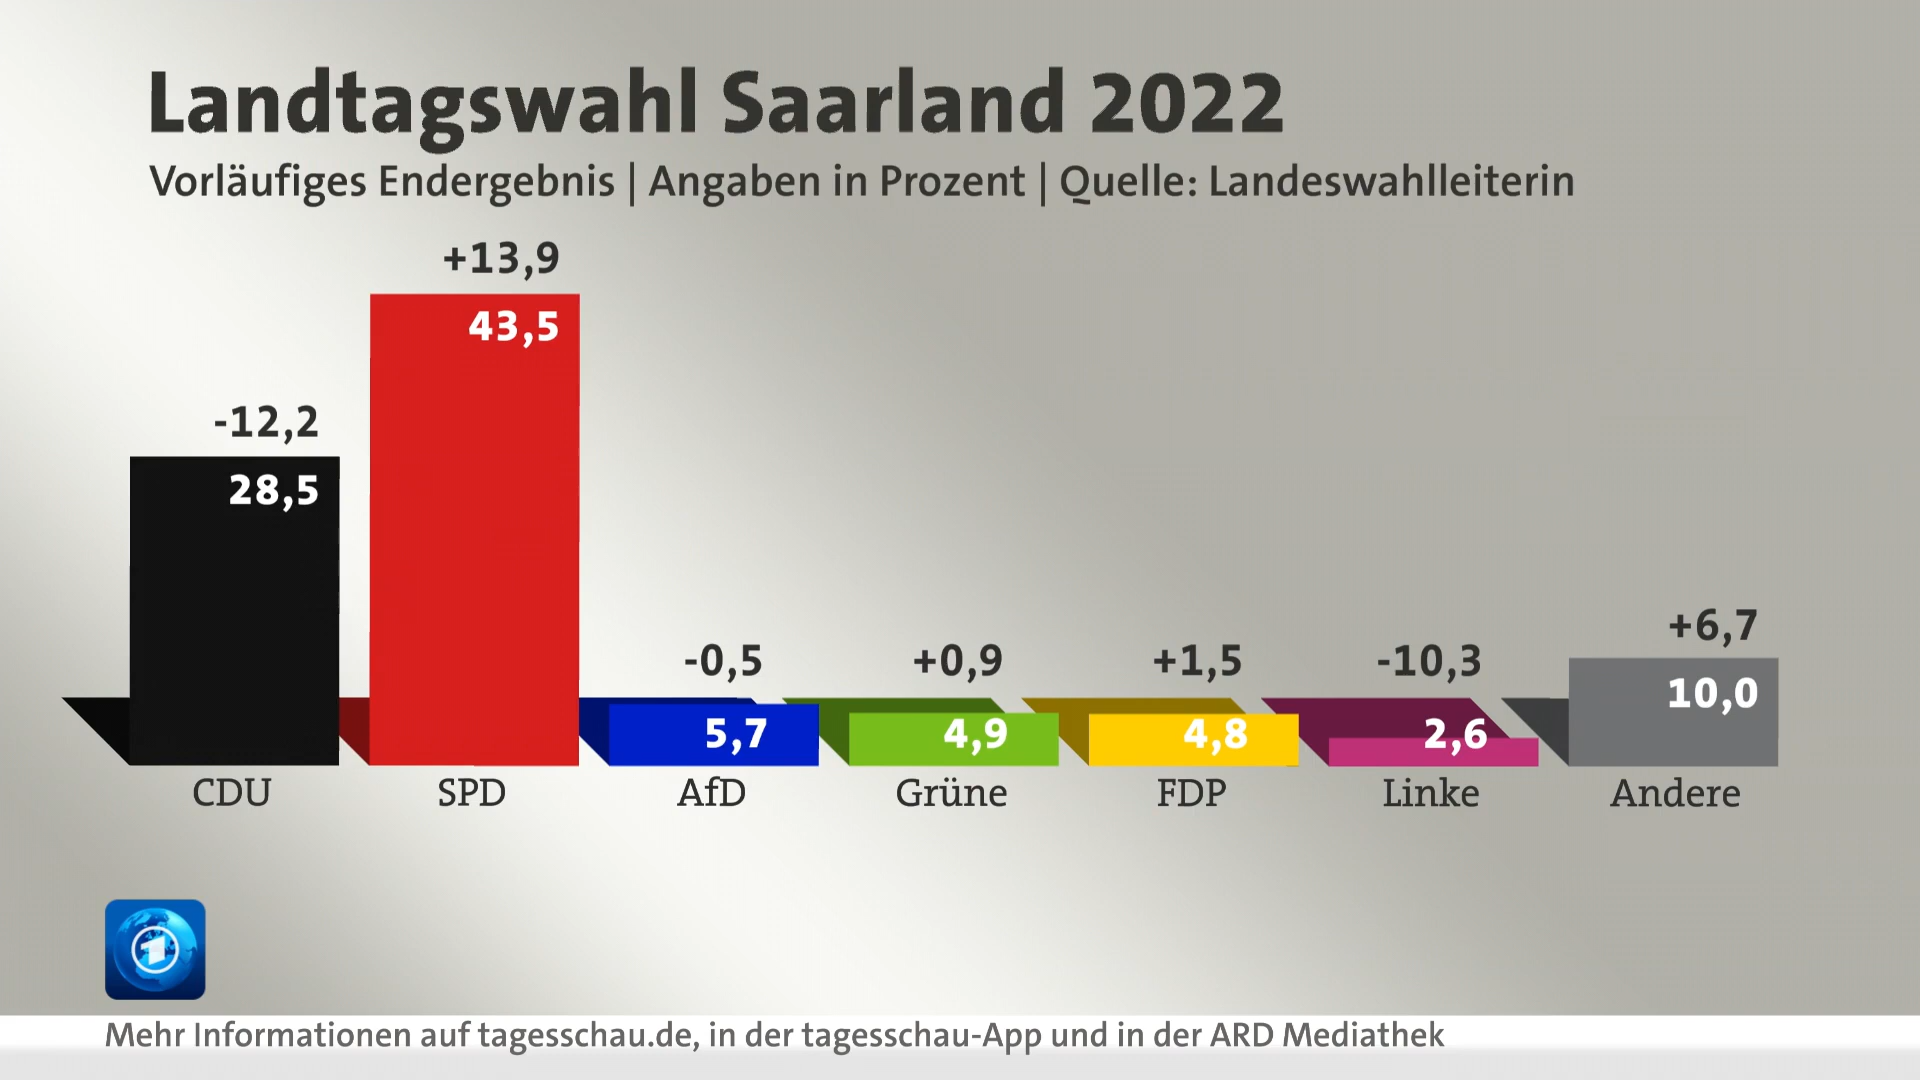 Landtagswahl Saarland 2022
Vorläufiges Endergebnis | Angaben in Prozent | Quelle: Landeswahlleiterin
+13,9
43,5
-12,2
28,5
-0,5
+0,9
+1,5
-10,3
+6,7
5,7
4,9
4,8
2,6
10,0
CDU
SPD
AfD
Grüne
FDP
Linke
Andere
1
Mehr Informationen auf tagesschau.de, in der tagesschau-App und in der ARD Mediathek